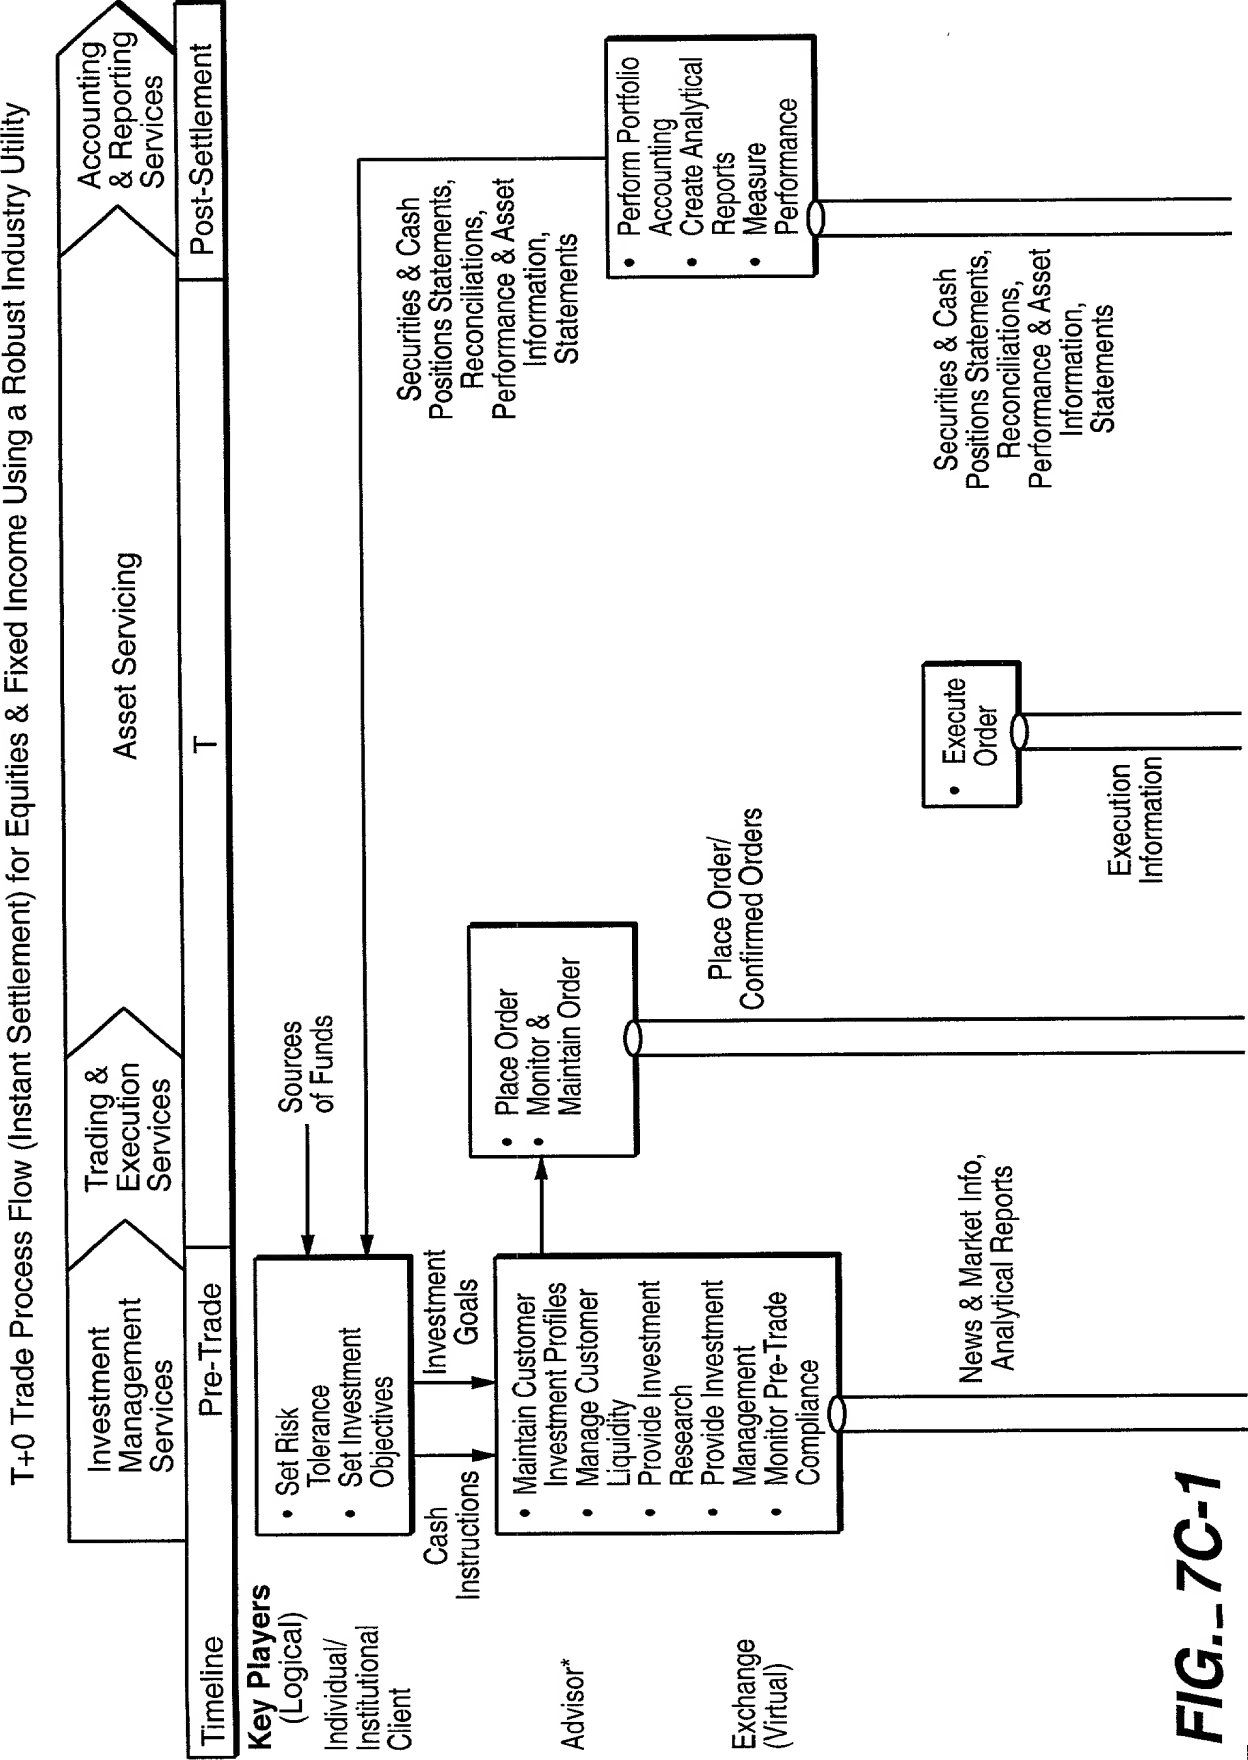 T+0 Trade Process Flow (Instant Settlement) for Equities & Fixed Income Using a Robust Industry Utility
Investment
Management
Services
Trading &
Execution
Services
Asset Servicing
Accounting
& Reporting
Services
Timeline
Pre-Trade
T
Post-Settlement
Key Players
(Logical)
Individual/
Institutional
Client
• Set Risk
Tolerance
• Set Investment
Objectives
Sources
of Funds
Cash
Instructions
Investment
Goals
Securities & Cash
Positions Statements,
Reconciliations,
Performance & Asset
Information,
Statements
Advisor*
• Maintain Customer
Investment Profiles
• Manage Customer
Liquidity
• Provide Investment
Research
• Provide Investment
Management
• Monitor Pre-Trade
Compliance
• Place Order
• Monitor &
Maintain Order
• Perform Portfolio
Accounting
• Create Analytical
Reports
• Measure
Performance
Exchange
(Virtual)
Place Order/
Confirmed Orders
• Execute
Order
News & Market Info,
Analytical Reports
Execution
Information
Securities & Cash
Positions Statements,
Reconciliations,
Performance & Asset
Information,
Statements
FIG._7C-1